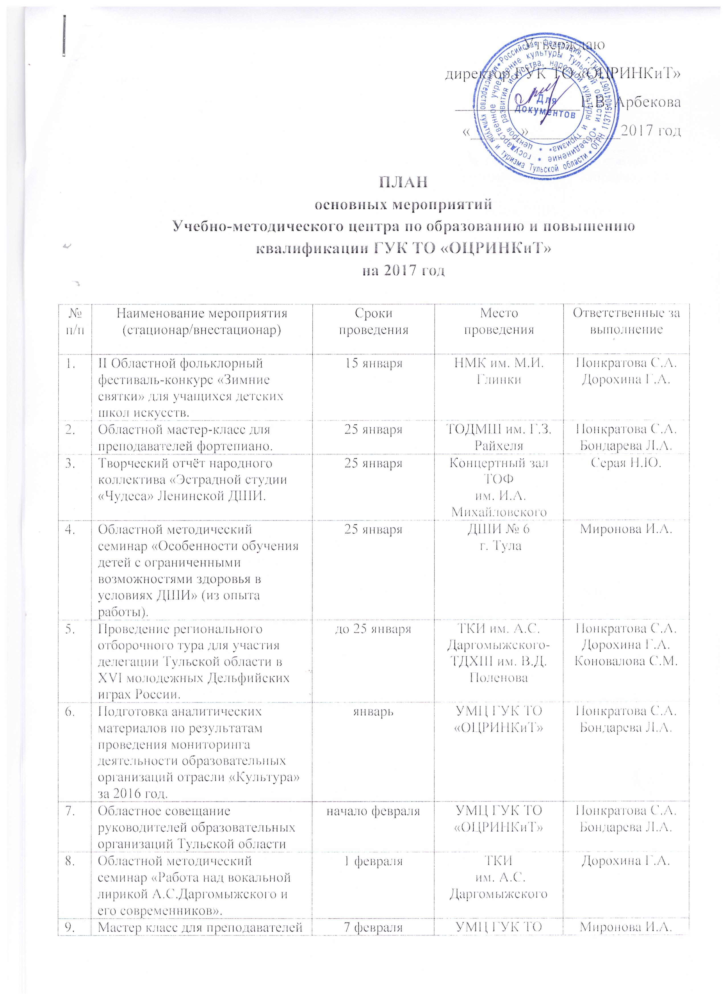 Утверждаю
директор ГУК ТО «ОЦРИНКиТ»
Арбекова
«______»____________2017 год
Министерство культуры и туризма Тульской области * ОГРН 1137154041067 * Российская Федерация, г. Тула
государственное учреждение культуры Тульской области «Объединение
центров развития искусства, народной культуры и туризма»
Для
документов
ПЛАН
основных мероприятий
Учебно-методического центра по образованию и повышению
квалификации ГУК ТО «ОЦРИНКиТ»
на 2017 год
№ п/п
Наименование мероприятия
(стационар/внестационар)
Сроки
проведения
Место
проведения
Ответственные за
выполнение
1.
II Областной фольклорный
фестиваль-конкурс «Зимние
святки» для учащихся детских
школ искусств.
15 января
НМК им. М.И.
Глинки
Понкратова С.А.
Дорохина Г.А.
2.
Областной мастер-класс для
преподавателей фортепиано.
25 января
ТОДМШ им. Г.З.
Райхеля
Понкратова С.А.
Бондарева Л.А.
3.
Творческий отчёт народного
коллектива «Эстрадной студии
«Чудеса» Ленинской ДШИ.
25 января
Концертный зал
ТОФ
им. И.А.
Михайловского
Серая Н.Ю.
4.
Областной методический
семинар «Особенности обучения
детей с ограниченными
возможностями здоровья в
условиях ДШИ» (из опыта
работы).
25 января
ДШИ № 6
г. Тула
Миронова И.А.
5.
Проведение регионального
отборочного тура для участия
делегации Тульской области в
XVI молодежных Дельфийских
играх России.
до 25 января
ТКИ им. А.С.
Даргомыжского-
ТДХШ им. В.Д.
Поленова
Понкратова С.А.
Дорохина Г.А.
Коновалова С.М.
6.
Подготовка аналитических
материалов по результатам
проведения мониторинга
деятельности образовательных
организаций отрасли «Культура»
за 2016 год.
январь
УМЦ ГУК ТО
«ОЦРИНКиТ»
Понкратова С.А.
Бондарева Л.А.
7.
Областное совещание
руководителей образовательных
организаций Тульской области
начало февраля
УМЦ ГУК ТО
«ОЦРИНКиТ»
Понкратова С.А.
Бондарева Л.А.
8.
Областной методический
семинар «Работа над вокальной
лирикой А.С.Даргомыжского и
его современников».
1 февраля
ТКИ
им. А.С.
Даргомыжского
Дорохина Г.А.
9.
Мастер класс для преподавателей
7 февраля
УМЦ ГУК ТО
Миронова И.А.